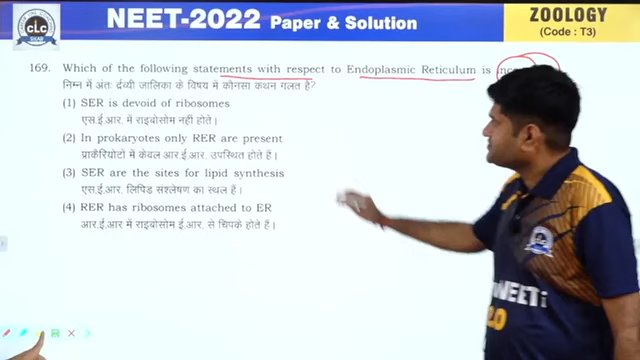 CLC
SIKAR
NEET-2022 Paper & Solution
ZOOLOGY
(Code : T3)
169. Which of the following statements with respect to Endoplasmic Reticulum is
निम्न में अंतः द्रव्यी जालिका के विषय में कौनसा कथन गलत है?
(1) SER is devoid of ribosomes
एस.ई.आर. में राइबोसोम नहीं होते।
(2) In prokaryotes only RER are present
प्राकैरियोटों में केवल आर.ई.आर. उपस्थित होते है।
(3) SER are the sites for lipid synthesis
एस.ई.आर. लिपिड संश्लेषण का स्थल है।
(4) RER has ribosomes attached to ER
आर.ई.आर. में राइबोसोम ई.आर. से चिपके होते है।